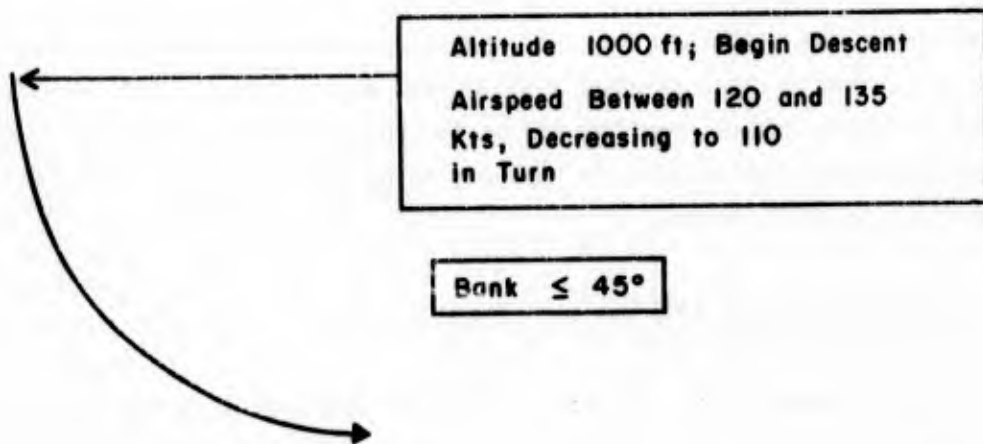 Altitude 1000 ft; Begin Descent
Airspeed Between 120 and 135
Kts, Decreasing to 110
in Turn
Bank ≤ 45°